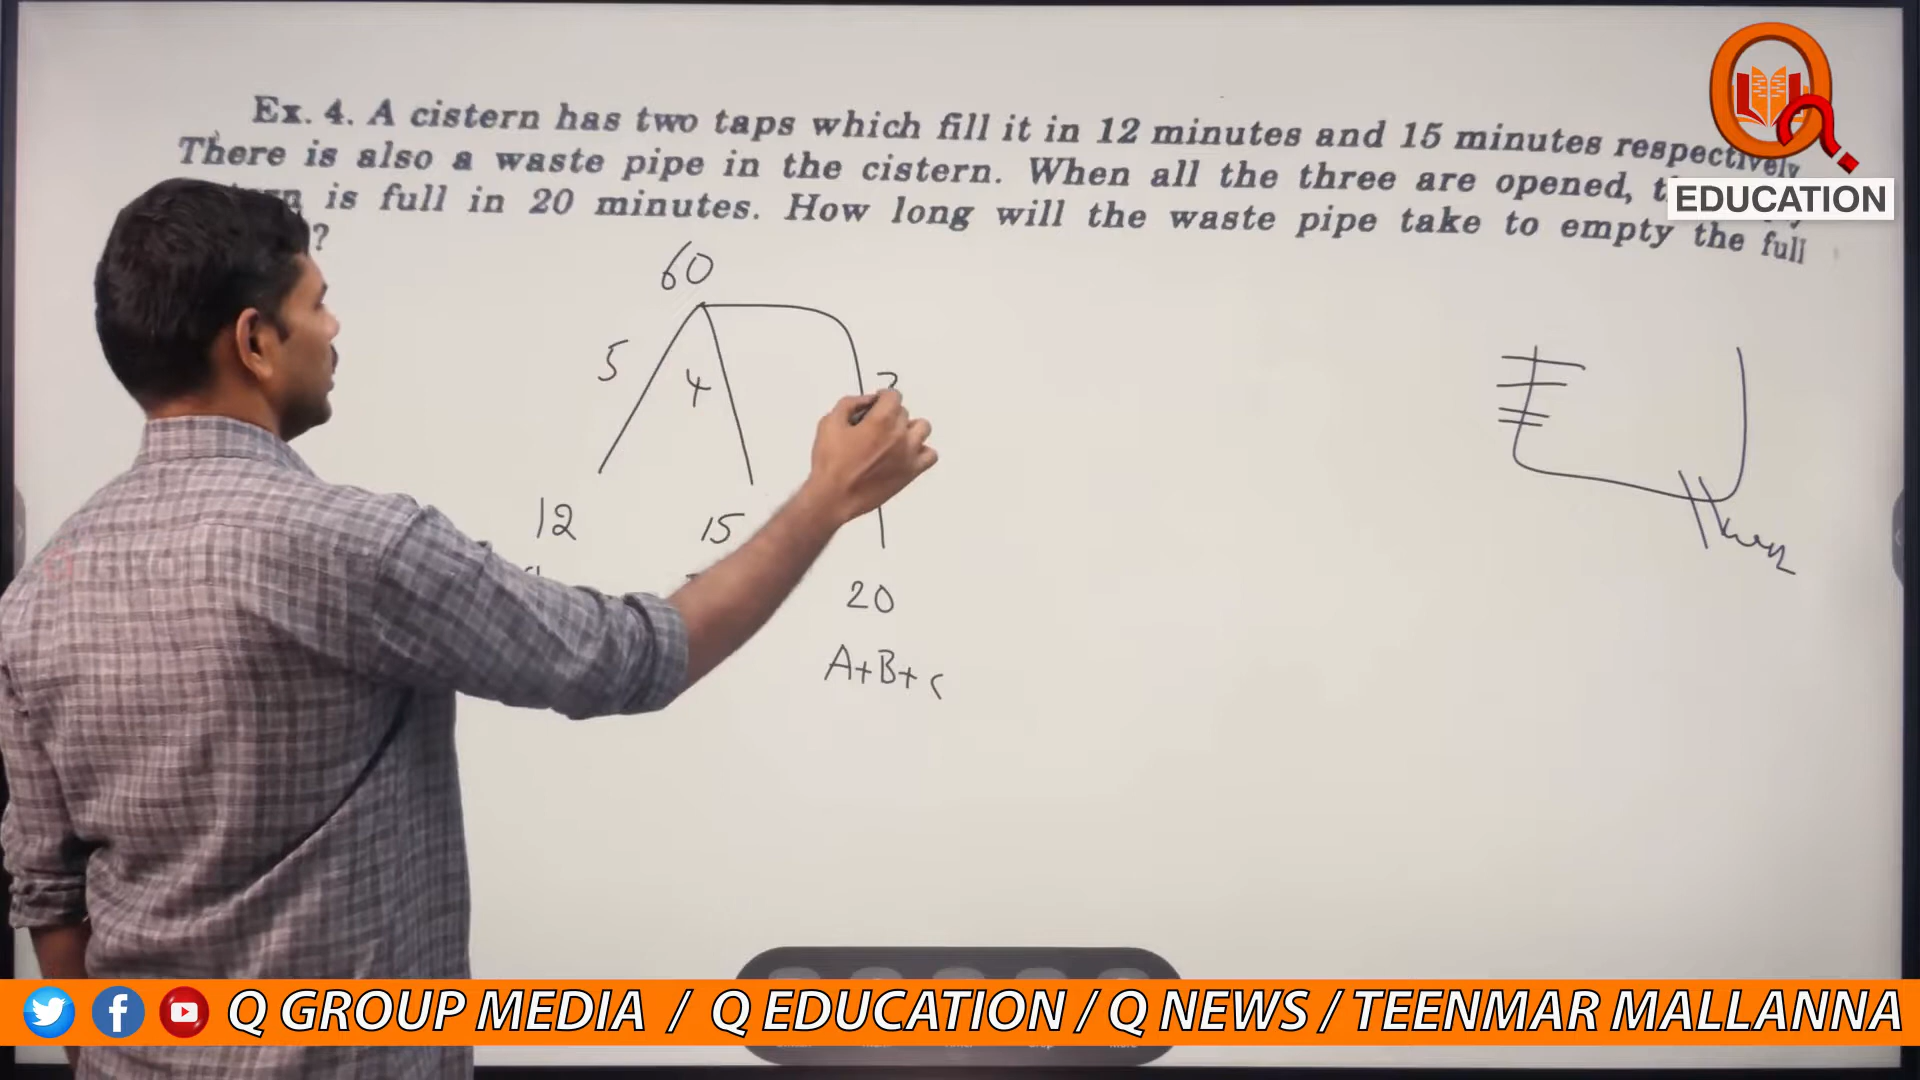 Ex. 4. A cistern has two taps which fill it in 12 minutes and 15 minutes respectively
There is also a waste pipe in the cistern. When all the three are opened,
is full in 20 minutes. How long will the waste pipe take to empty the full
?
EDUCATION
60
5
4
12
15
20
A+B+C
Q GROUP MEDIA / Q EDUCATION / Q NEWS / TEENMAR MALLANNA